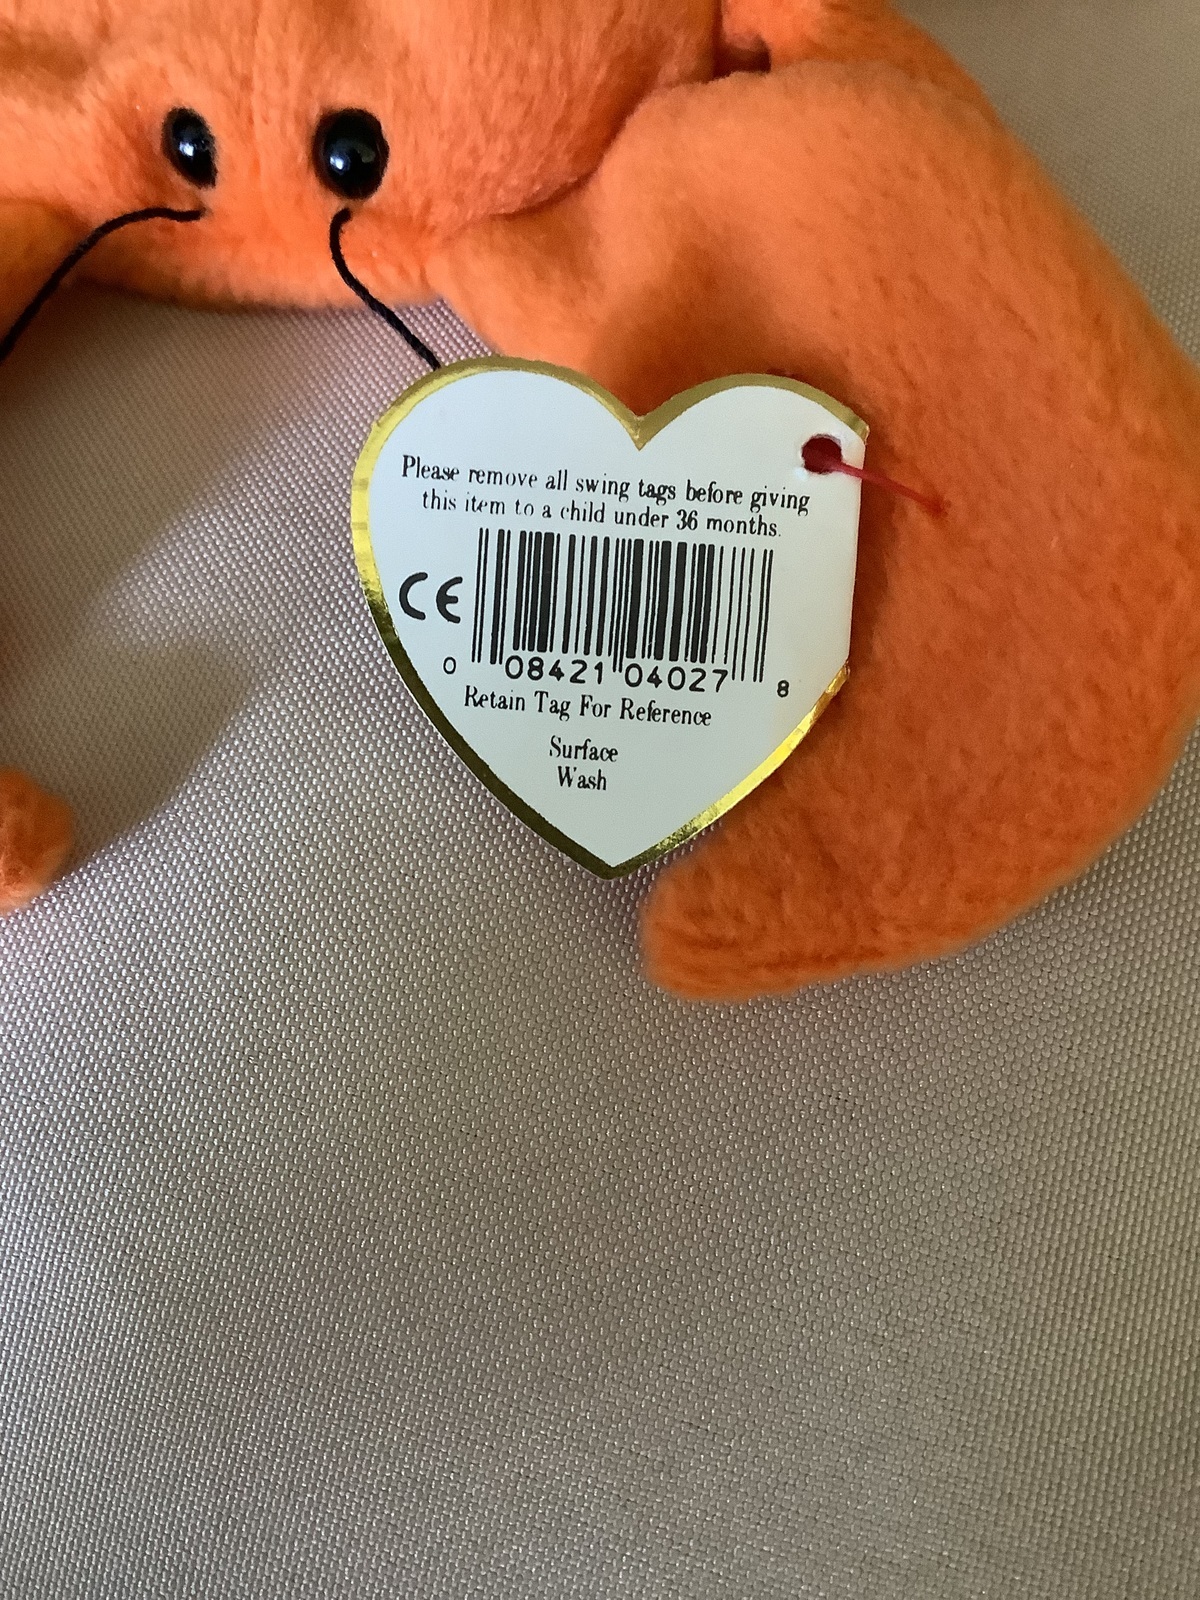 Please remove all swing tags before giving
this item to a child under 36 months.
CE
0 08421 04027 8
Retain Tag For Reference
Surface
Wash